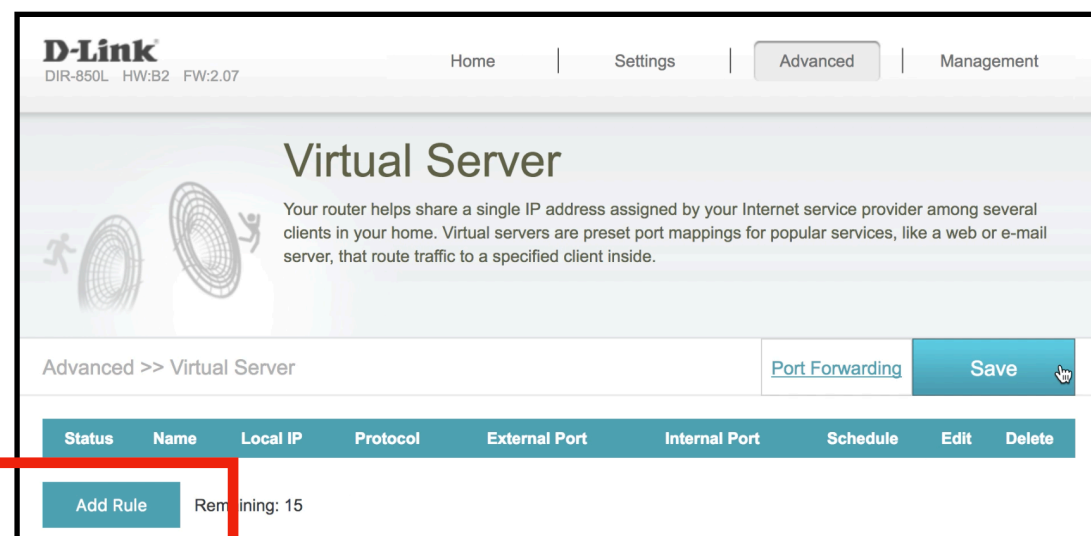 D-Link
DIR-850L HW:B2 FW:2.07
Home Settings Advanced Management
Virtual Server
Your router helps share a single IP address assigned by your Internet service provider among several
clients in your home. Virtual servers are preset port mappings for popular services, like a web or e-mail
server, that route traffic to a specified client inside.
Advanced >> Virtual Server
Port Forwarding Save
Status Name Local IP Protocol External Port Internal Port Schedule Edit Delete
Add Rule Remaining: 15